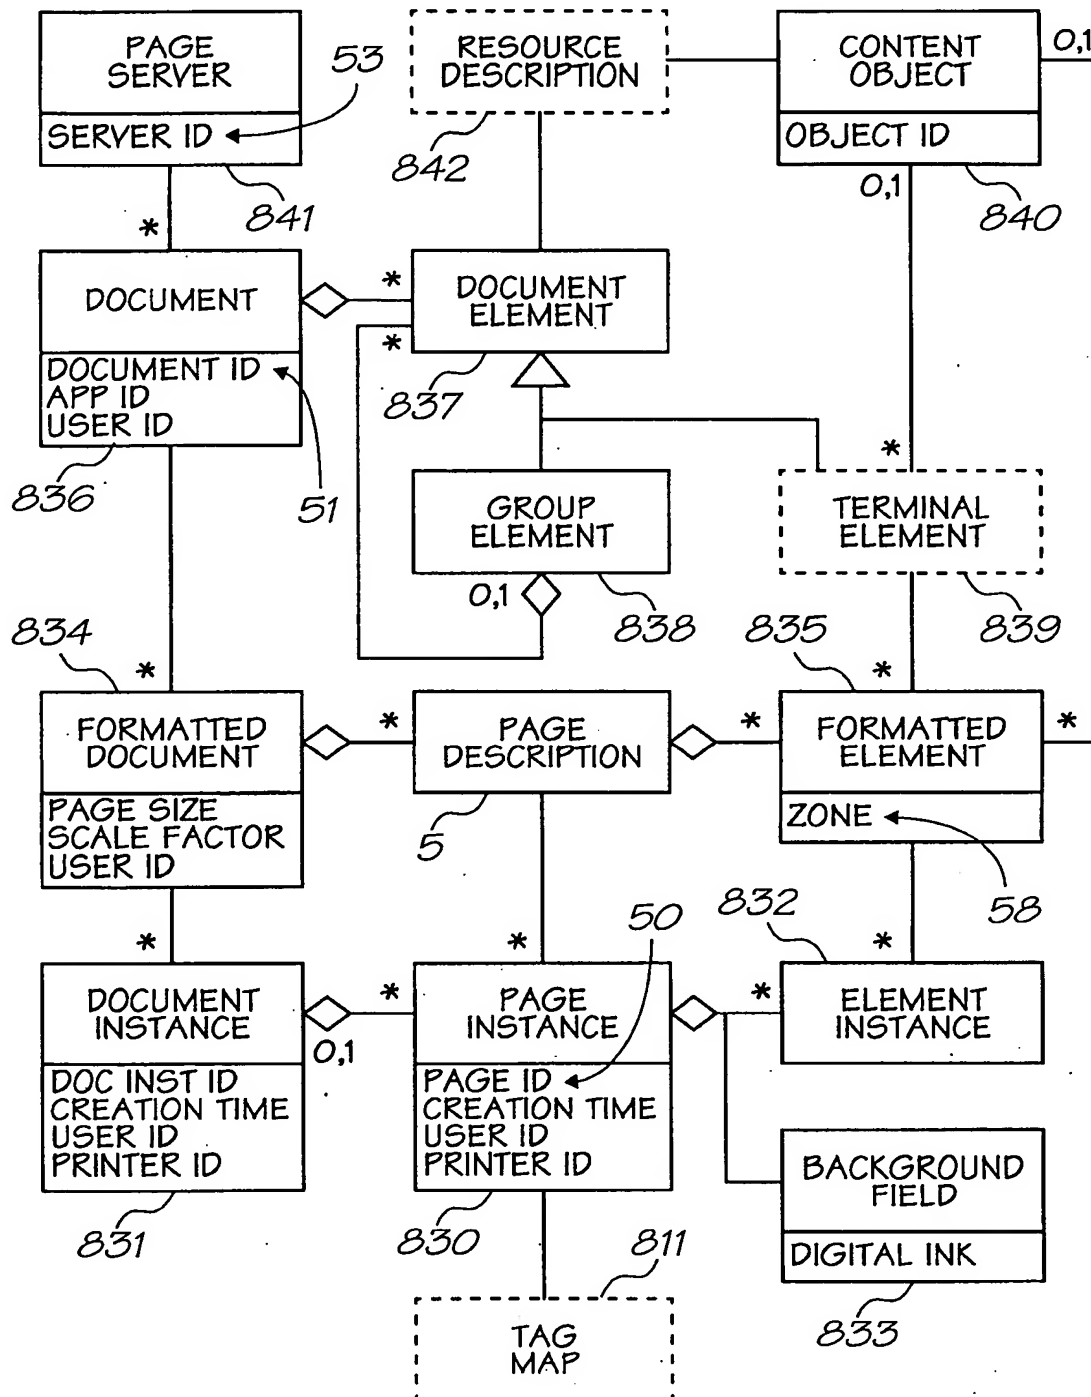 PAGE
SERVER
SERVER ID
53
841
*
RESOURCE
DESCRIPTION
842
CONTENT
OBJECT
OBJECT ID
0,1
0,1
840
DOCUMENT
DOCUMENT ID
APP ID
USER ID
836
51
*
*
DOCUMENT
ELEMENT
837
GROUP
ELEMENT
0,1
838
*
TERMINAL
ELEMENT
839
834
*
FORMATTED
DOCUMENT
PAGE SIZE
SCALE FACTOR
USER ID
*
PAGE
DESCRIPTION
5
*
835
*
FORMATTED
ELEMENT
*
ZONE
58
*
DOCUMENT
INSTANCE
0,1
DOC INST ID
CREATION TIME
USER ID
PRINTER ID
831
*
*
50
PAGE
INSTANCE
PAGE ID
CREATION TIME
USER ID
PRINTER ID
830
832
*
*
ELEMENT
INSTANCE
BACKGROUND
FIELD
DIGITAL INK
833
811
TAG
MAP